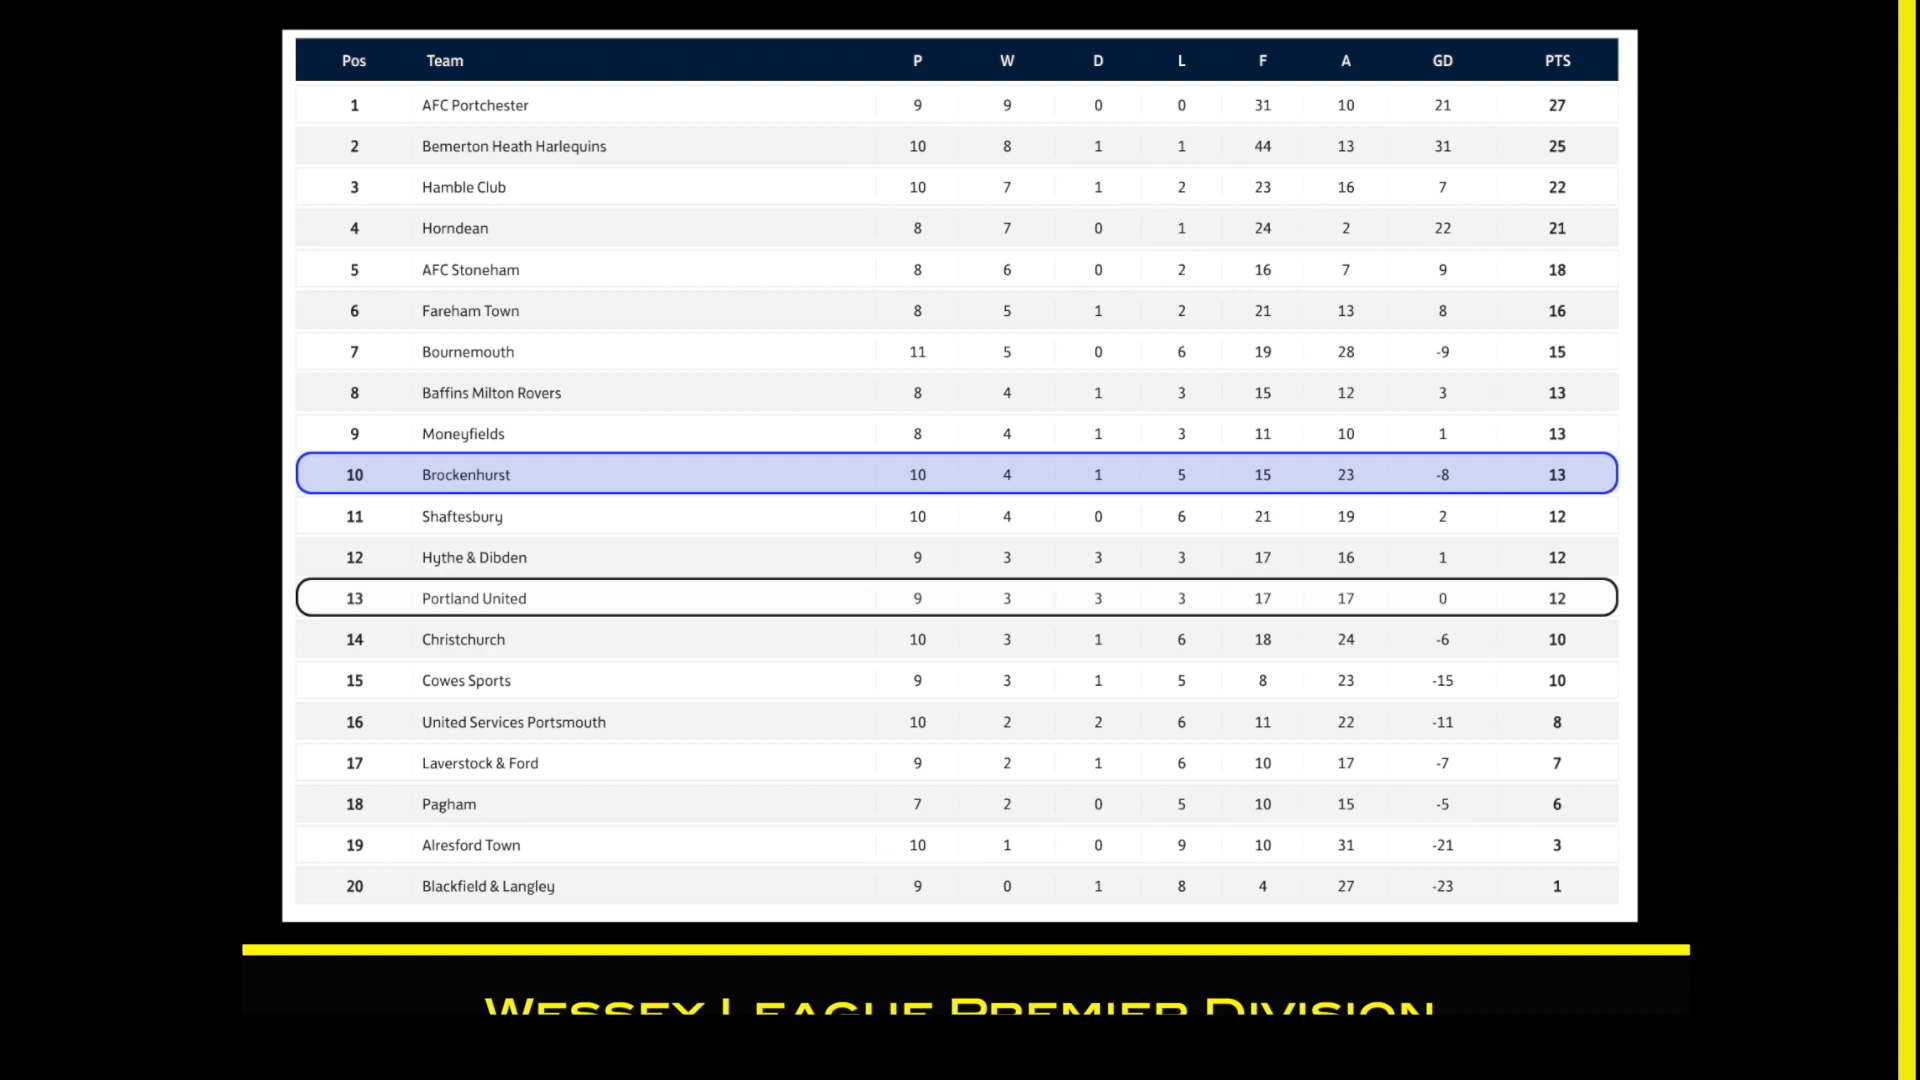 Pos Team P W D L F A GD PTS
1 AFC Portchester 9 9 0 0 31 10 21 27
2 Bemerton Heath Harlequins 10 8 1 1 44 13 31 25
3 Hamble Club 10 7 1 2 23 16 7 22
4 Horndean 8 7 0 1 24 2 22 21
5 AFC Stoneham 8 6 0 2 16 7 9 18
6 Fareham Town 8 5 1 2 21 13 8 16
7 Bournemouth 11 5 0 6 19 28 -9 15
8 Baffins Milton Rovers 8 4 1 3 15 12 3 13
9 Moneyfields 8 4 1 3 11 10 1 13
10 Brockenhurst 10 4 1 5 15 23 -8 13
11 Shaftesbury 10 4 0 6 21 19 2 12
12 Hythe & Dibden 9 3 3 3 17 16 1 12
13 Portland United 9 3 3 3 17 17 0 12
14 Christchurch 10 3 1 6 18 24 -6 10
15 Cowes Sports 9 3 1 5 8 23 -15 10
16 United Services Portsmouth 10 2 2 6 11 22 -11 8
17 Laverstock & Ford 9 2 1 6 10 17 -7 7
18 Pagham 7 2 0 5 10 15 -5 6
19 Alresford Town 10 1 0 9 10 31 -21 3
20 Blackfield & Langley 9 0 1 8 4 27 -23 1
Wessex League Premier Division